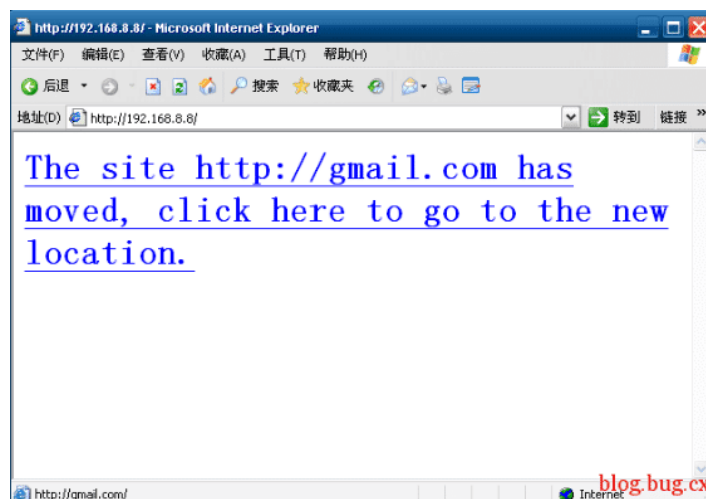 http://192.168.8.8/ - Microsoft Internet Explorer
文件(F) 编辑(E) 查看(V) 收藏(A) 工具(T) 帮助(H)
后退 搜索 收藏夹
地址(D) http://192.168.8.8/ 转到 链接 »
The site http://gmail.com has
moved, click here to go to the new
location.
http://gmail.com/ Internet
blog.bug.cx